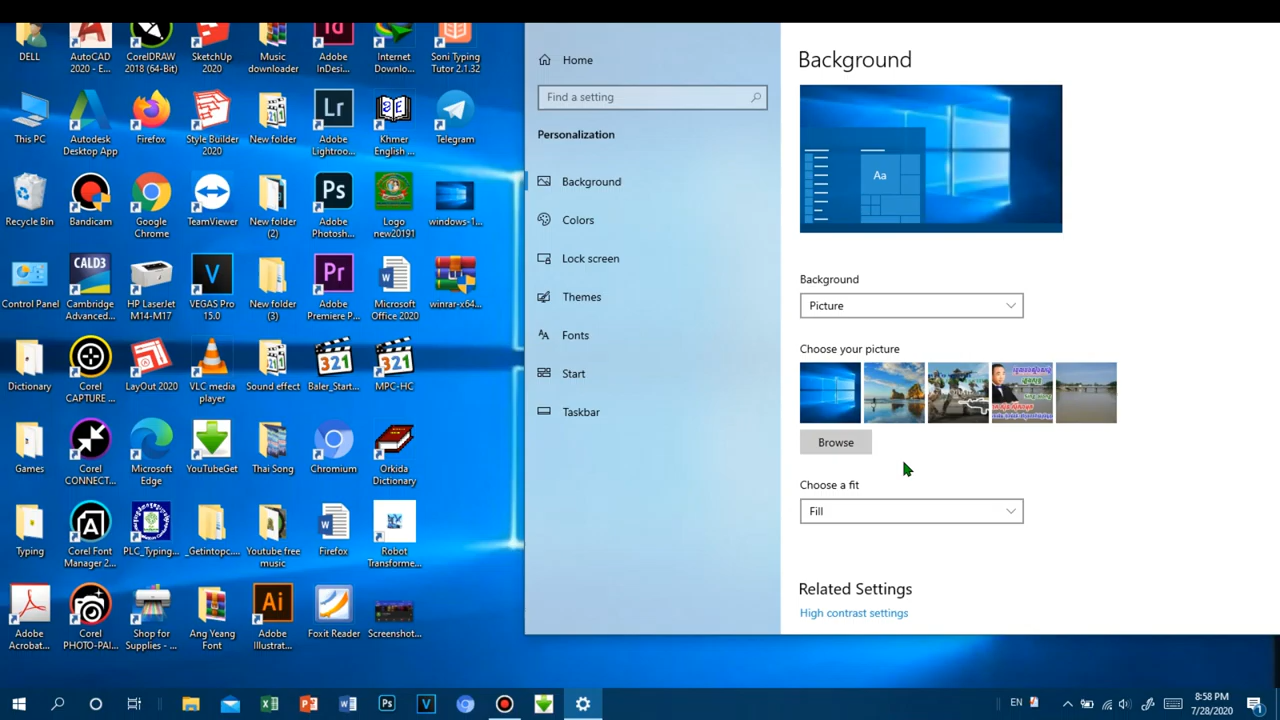 DELL
AutoCAD
2020 - E...
CorelDRAW
2018 (64-Bit)
SketchUp
2020
Music
downloader
Adobe
InDesi...
Internet
Downlo...
Soni Typing
Tutor 2.1.32
This PC
Autodesk
Desktop App
Firefox
Style Builder
2020
New folder
Adobe
Lightroo...
Khmer
English ...
Telegram
Recycle Bin
Bandicam
Google
Chrome
TeamViewer
New folder
(2)
Adobe
Photosh...
Logo
new20191
windows-1...
Control Panel
Cambridge
Advanced...
HP LaserJet
M14-M17
VEGAS Pro
15.0
New folder
(3)
Adobe
Premiere P...
Microsoft
Office 2020
winrar-x64...
Dictionary
Corel
CAPTURE ...
LayOut 2020
VLC media
player
Sound effect
Baler_Start...
MPC-HC
Games
Corel
CONNECT...
Microsoft
Edge
YouTubeGet
Thai Song
Chromium
Orkida
Dictionary
Typing
Corel Font
Manager 2...
PLC_Typing...
_Getintopc....
Youtube free
music
Firefox
Robot
Transforme...
Adobe
Acrobat...
Corel
PHOTO-PAI...
Shop for
Supplies - ...
Ang Yeang
Font
Adobe
Illustrat...
Foxit Reader
Screenshot...
Home
Find a setting
Personalization
Background
Colors
Lock screen
Themes
Fonts
Start
Taskbar
Background
Aa
Background
Picture
Choose your picture
Browse
Choose a fit
Fill
Related Settings
High contrast settings
EN
8:58 PM
7/28/2020